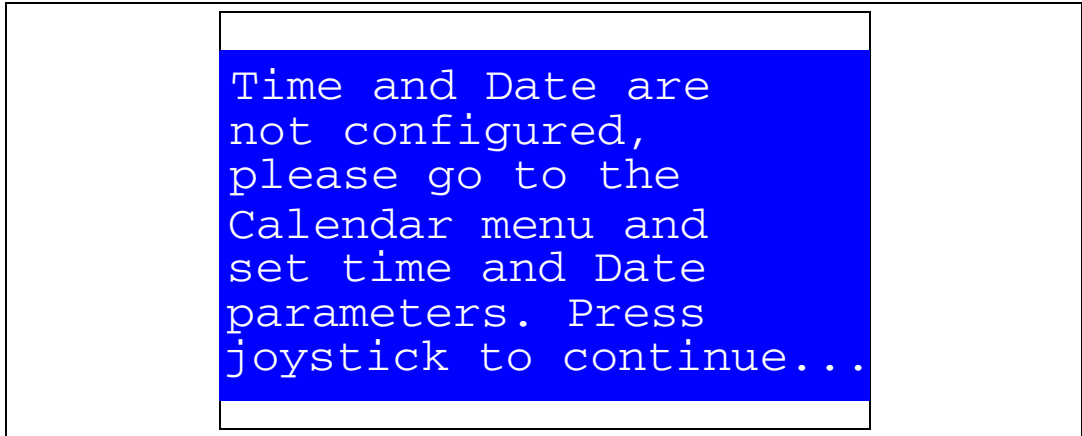 Time and Date are
not configured,
please go to the
Calendar menu and
set time and Date
parameters. Press
joystick to continue...